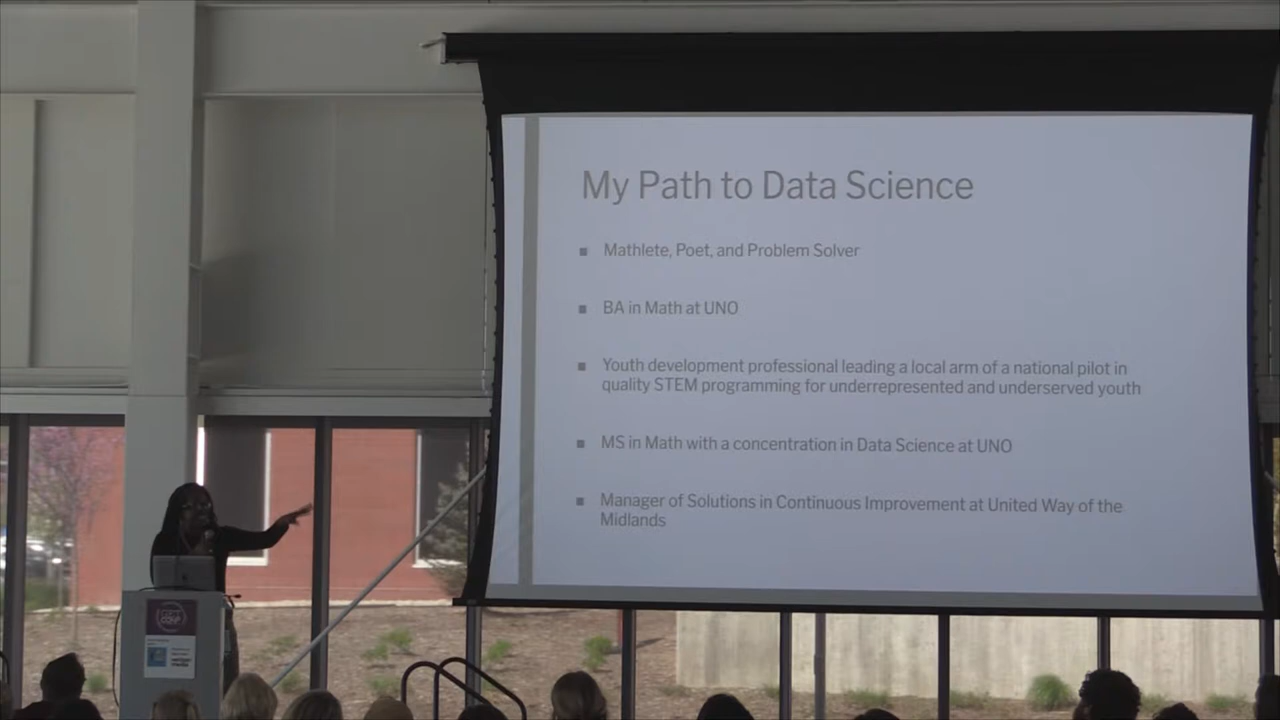 My Path to Data Science
■ Mathlete, Poet, and Problem Solver
■ BA in Math at UNO
■ Youth development professional leading a local arm of a national pilot in
quality STEM programming for underrepresented and underserved youth
■ MS in Math with a concentration in Data Science at UNO
■ Manager of Solutions in Continuous Improvement at United Way of the
Midlands
verizon
media